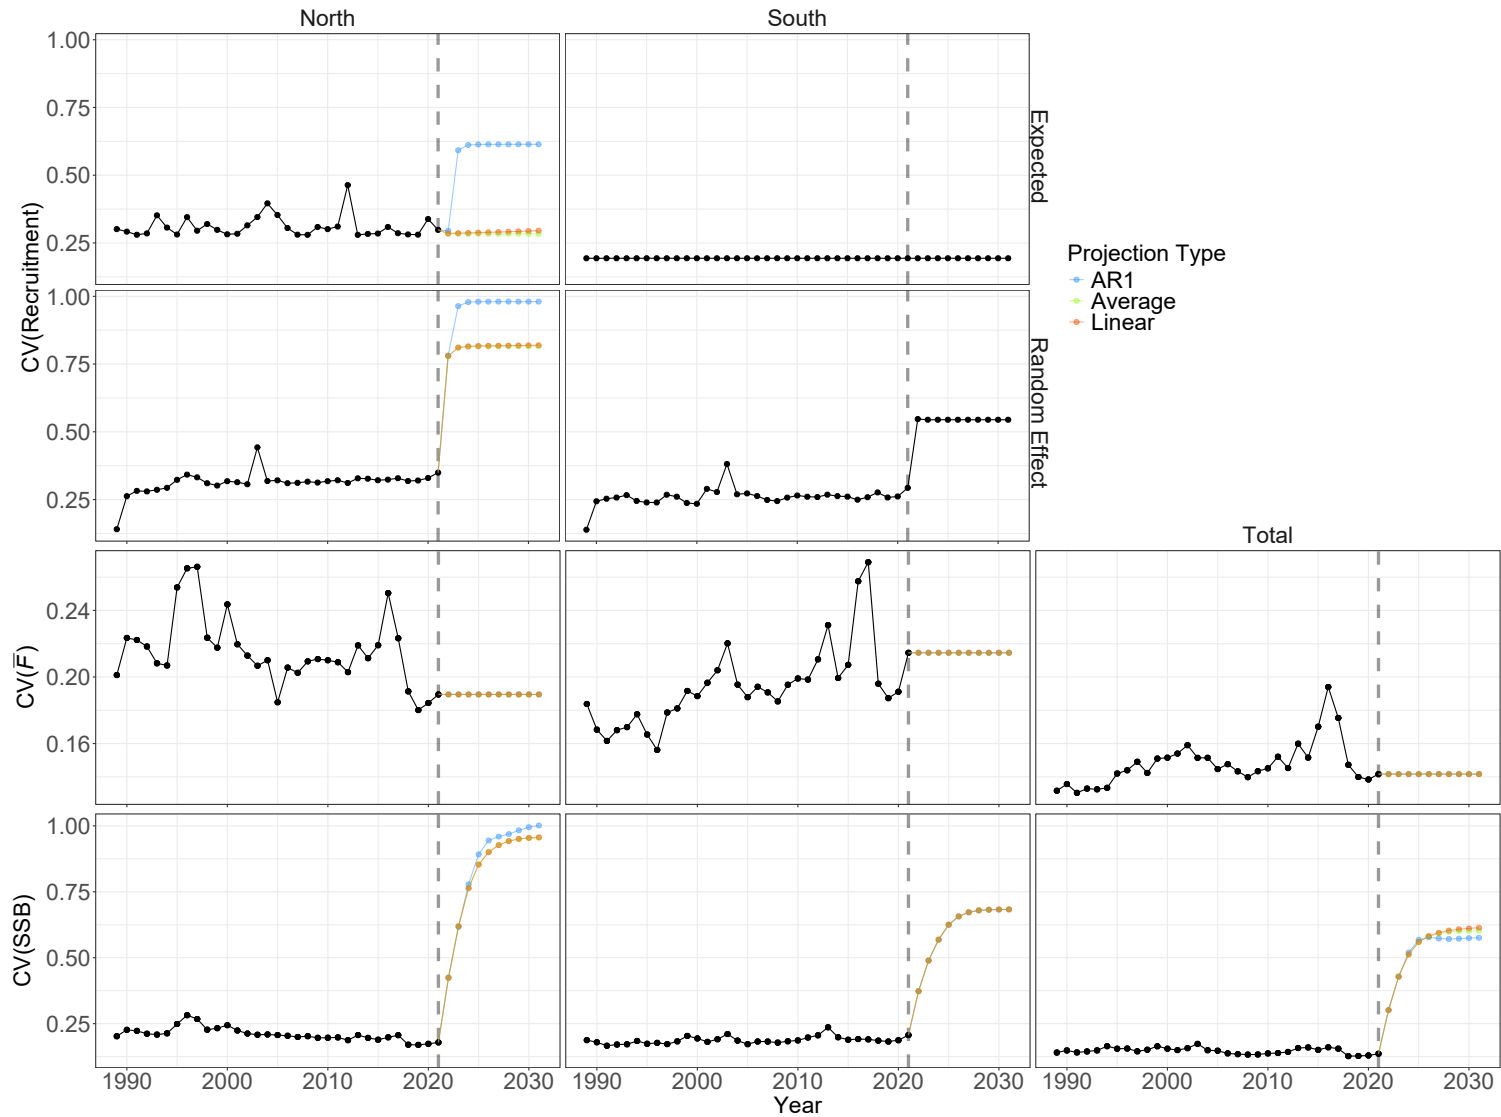 North
South
1.00
0.75
0.50
0.25
Expected
CV(Recruitment)
Projection Type
AR1
Average
Linear
1.00
0.75
0.50
0.25
Random Effect
Total
0.24
0.20
0.16
CV(F̅)
1.00
0.75
0.50
0.25
CV(SSB)
1990 2000 2010 2020 2030 1990 2000 2010 2020 2030 1990 2000 2010 2020 2030
Year